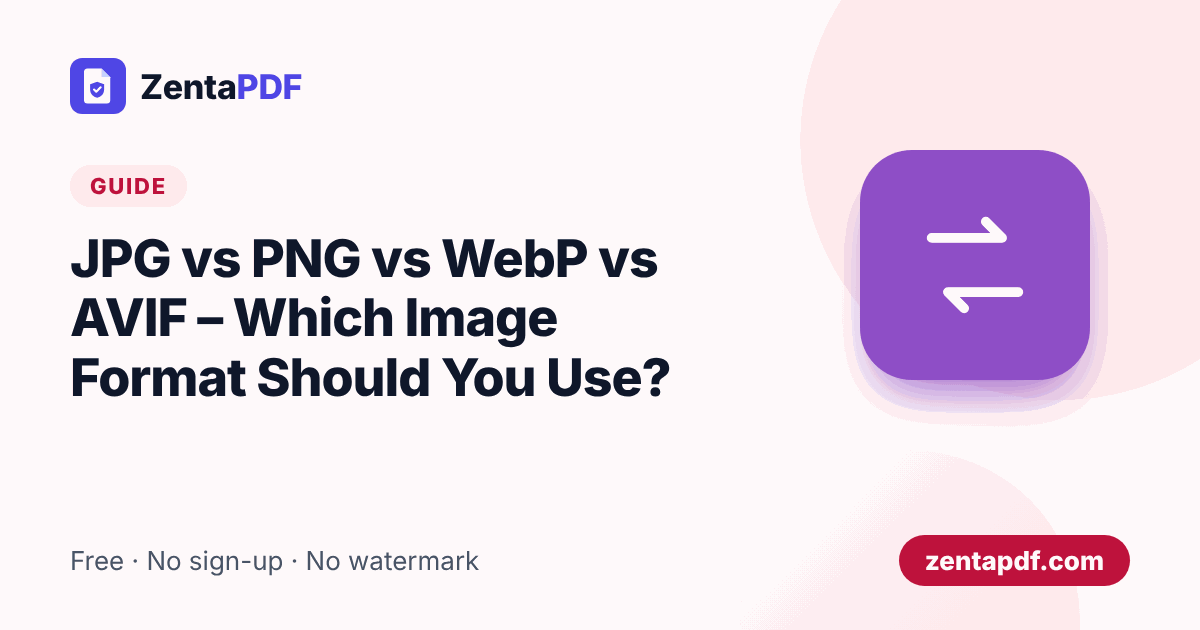 ZentaPDF
GUIDE
JPG vs PNG vs WebP vs
AVIF – Which Image
Format Should You Use?
Free · No sign-up · No watermark
zentapdf.com